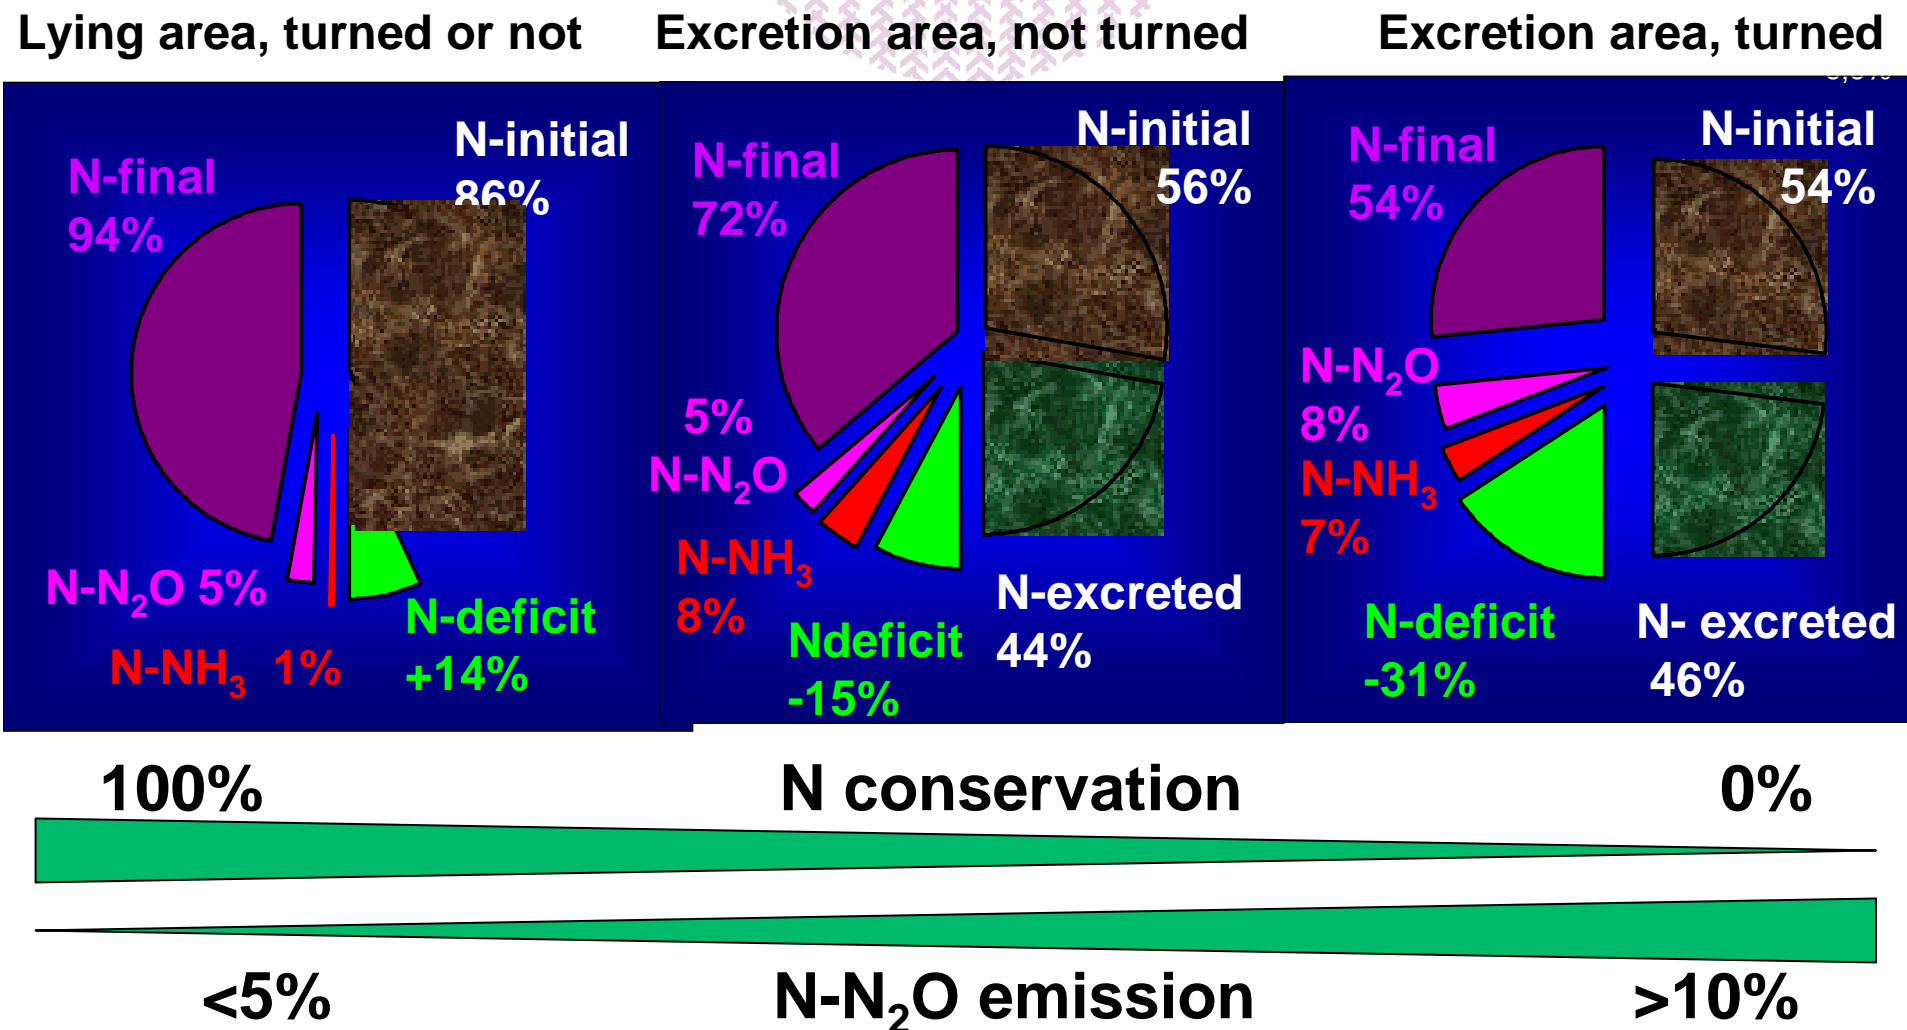 Lying area, turned or not
Excretion area, not turned
Excretion area, turned
N-final
94%
N-initial
86%
N-N₂O 5%
N-NH₃ 1%
N-deficit
+14%
N-final
72%
N-initial
56%
5%
N-N₂O
N-NH₃
8%
Ndeficit
-15%
N-excreted
44%
N-final
54%
N-initial
54%
N-N₂O
8%
N-NH₃
7%
N-deficit
-31%
N- excreted
46%
100%
N conservation
0%
<5%
N-N₂O emission
>10%